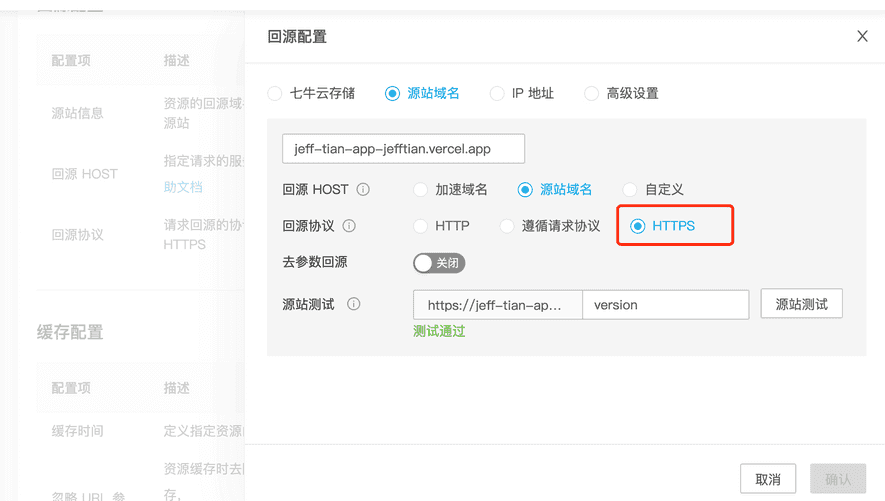 回源配置
七牛云存储 源站域名 IP 地址 高级设置
jeff-tian-app-jefftian.vercel.app
回源 HOST 加速域名 源站域名 自定义
回源协议 HTTP 遵循请求协议 HTTPS
去参数回源 关闭
源站测试 https://jeff-tian-ap... version 源站测试
测试通过
取消 确认
配置项 描述
源站信息 资源的回源域
源站
回源 HOST 指定请求的服
助文档
回源协议 请求回源的协
HTTPS
缓存配置
配置项 描述
缓存时间 定义指定资源
资源缓存时去
忽略 URL 参 存，